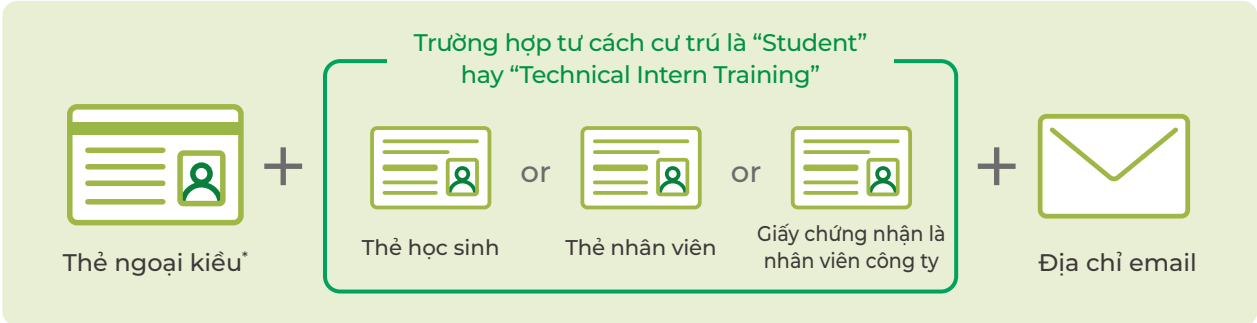 Trường hợp tư cách cư trú là “Student”
hay “Technical Intern Training”
Thẻ ngoại kiều*
+
Thẻ học sinh
or
Thẻ nhân viên
or
Giấy chứng nhận là
nhân viên công ty
+
Địa chỉ email